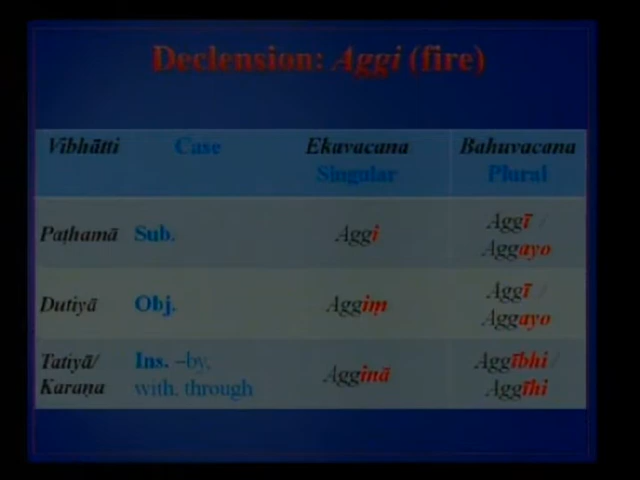 Declension: Aggi (fire)
Vibhātti Case Ekavacana Bahuvacana
Singular Plural
Paṭhamā Sub. Aggi Aggī /
Aggayo
Dutiyā Obj. Aggiṃ Aggī /
Aggayo
Tatiyā/ Ins. –by, Agginā Aggībhi /
Karaṇa with. through Aggīhi